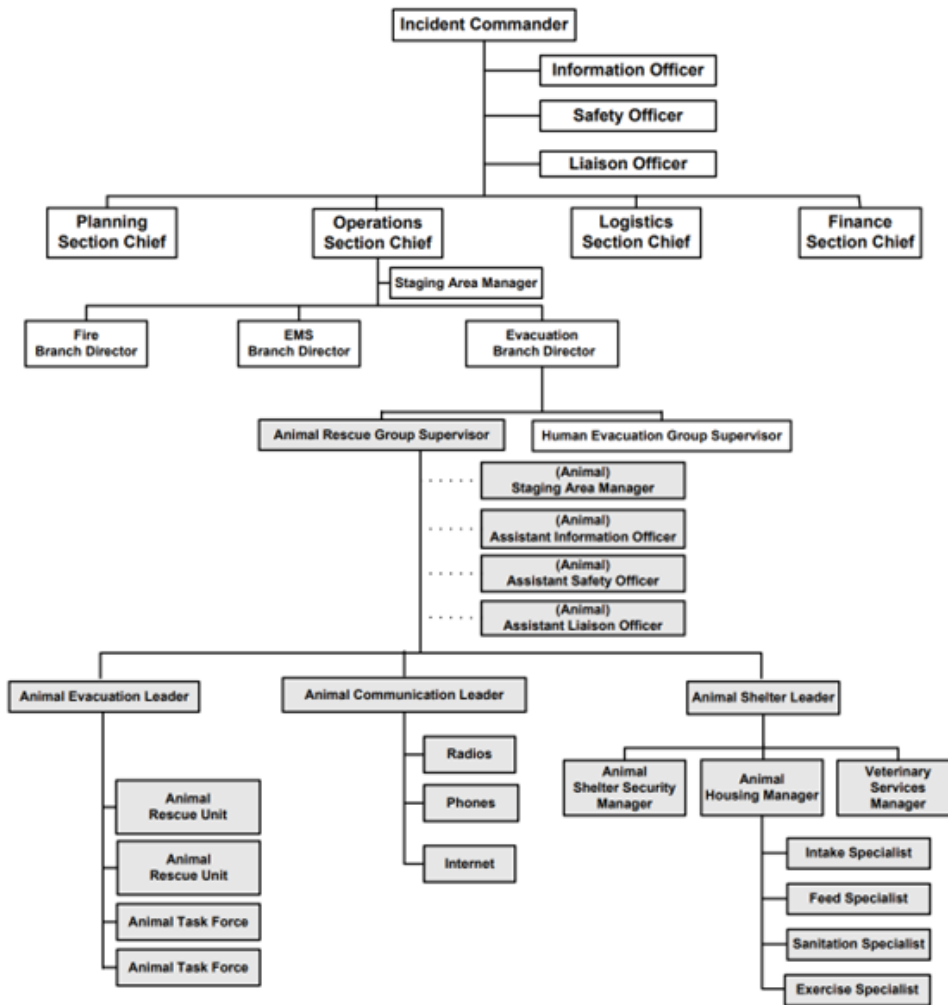 Incident Commander
Information Officer
Safety Officer
Liaison Officer
Planning
Section Chief
Operations
Section Chief
Logistics
Section Chief
Finance
Section Chief
Staging Area Manager
Fire
Branch Director
EMS
Branch Director
Evacuation
Branch Director
Animal Rescue Group Supervisor
Human Evacuation Group Supervisor
(Animal)
Staging Area Manager
(Animal)
Assistant Information Officer
(Animal)
Assistant Safety Officer
(Animal)
Assistant Liaison Officer
Animal Evacuation Leader
Animal Communication Leader
Animal Shelter Leader
Animal
Rescue Unit
Animal
Rescue Unit
Animal Task Force
Animal Task Force
Radios
Phones
Internet
Animal
Shelter Security
Manager
Animal
Housing Manager
Veterinary
Services
Manager
Intake Specialist
Feed Specialist
Sanitation Specialist
Exercise Specialist